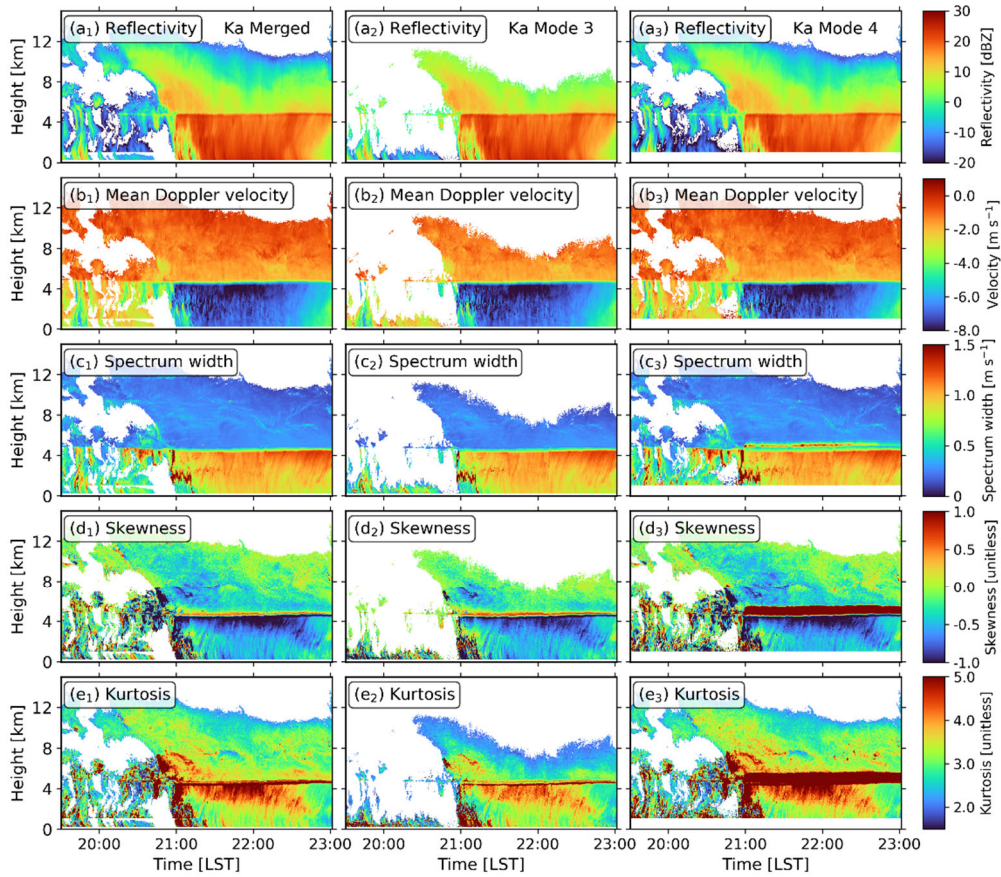 (a₁) Reflectivity Ka Merged (a₂) Reflectivity Ka Mode 3 (a₃) Reflectivity Ka Mode 4
12
8
4
0
Height [km]
30
20
10
0
-10
-20
Reflectivity [dBZ]
(b₁) Mean Doppler velocity (b₂) Mean Doppler velocity (b₃) Mean Doppler velocity
12
8
4
0
Height [km]
0.0
-2.0
-4.0
-6.0
-8.0
Velocity [m s⁻¹]
(c₁) Spectrum width (c₂) Spectrum width (c₃) Spectrum width
12
8
4
0
Height [km]
1.5
1.0
0.5
0
Spectrum width [m s⁻¹]
(d₁) Skewness (d₂) Skewness (d₃) Skewness
12
8
4
0
Height [km]
1.0
0.5
0.0
-0.5
-1.0
Skewness [unitless]
(e₁) Kurtosis (e₂) Kurtosis (e₃) Kurtosis
12
8
4
0
Height [km]
5.0
4.0
3.0
2.0
Kurtosis [unitless]
20:00 21:00 22:00 23:00 20:00 21:00 22:00 23:00 20:00 21:00 22:00 23:00
Time [LST] Time [LST] Time [LST]